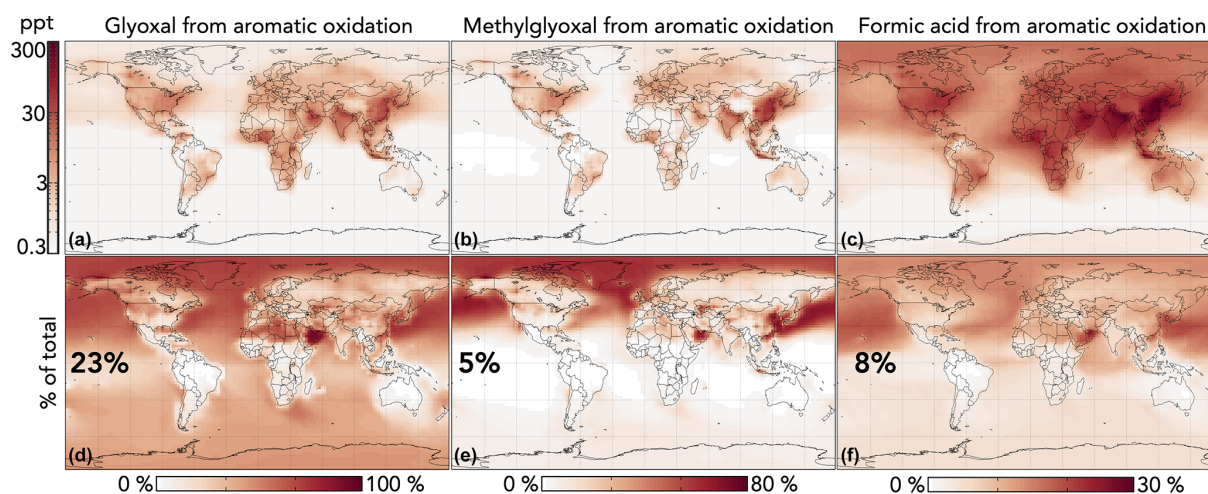 ppt
Glyoxal from aromatic oxidation
Methylglyoxal from aromatic oxidation
Formic acid from aromatic oxidation
300
30
3
0.3
(a)
(b)
(c)
% of total
23%
5%
8%
(d)
(e)
(f)
0 %
100 %
0 %
80 %
0 %
30 %